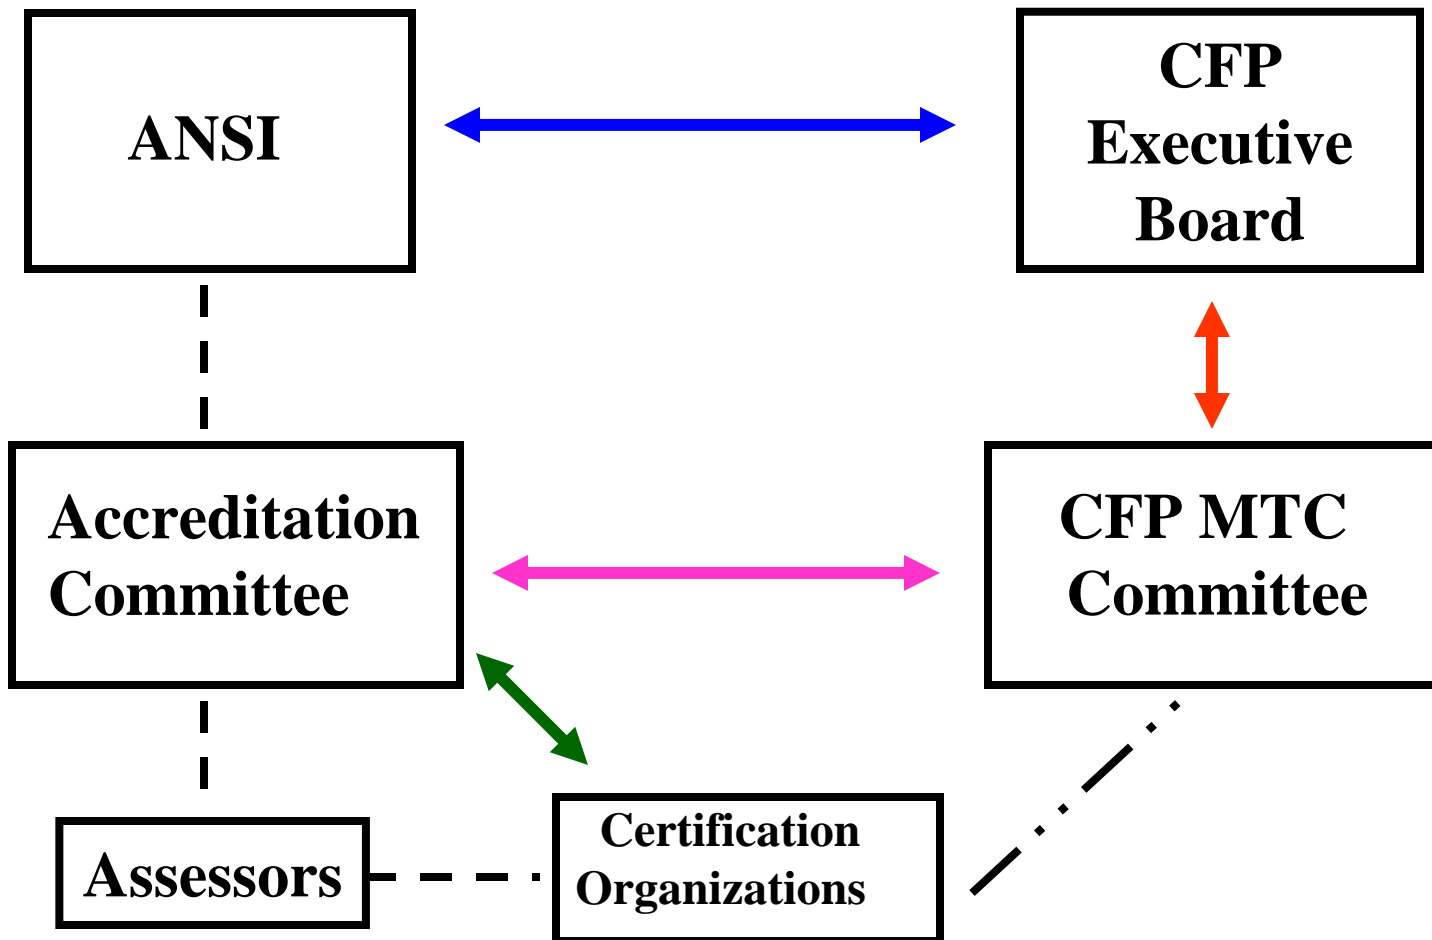 ANSI
CFP
Executive
Board
Accreditation
Committee
CFP MTC
Committee
Assessors
Certification
Organizations